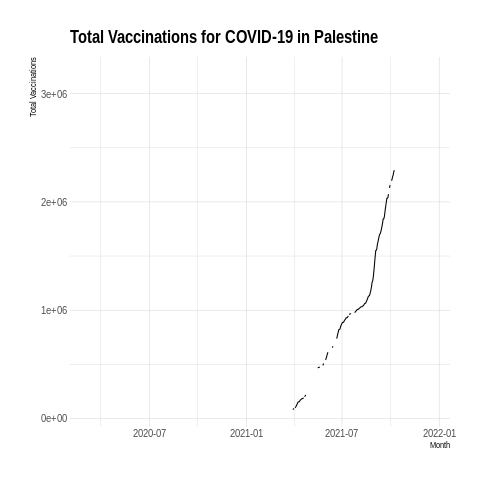 Total Vaccinations for COVID-19 in Palestine
Total Vaccinations
3e+06
2e+06
1e+06
0e+00
2020-07 2021-01 2021-07 2022-01
Month